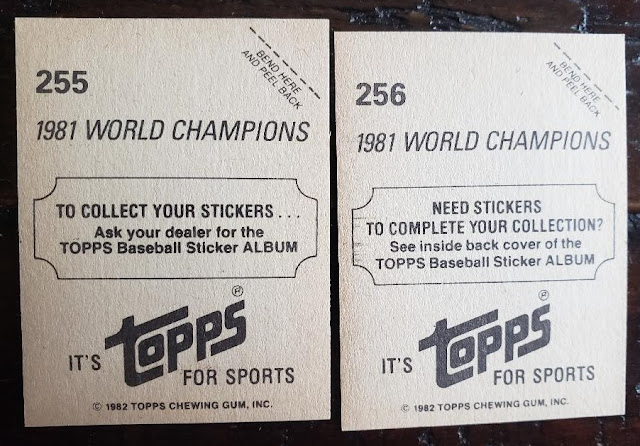 BEND HERE
AND PEEL BACK
255
1981 WORLD CHAMPIONS
TO COLLECT YOUR STICKERS...
Ask your dealer for the
TOPPS Baseball Sticker ALBUM
IT'S
topps®
FOR SPORTS
© 1982 TOPPS CHEWING GUM, INC.
BEND HERE
AND PEEL BACK
256
1981 WORLD CHAMPIONS
NEED STICKERS
TO COMPLETE YOUR COLLECTION?
See inside back cover of the
TOPPS Baseball Sticker ALBUM
IT'S
topps®
FOR SPORTS
© 1982 TOPPS CHEWING GUM, INC.